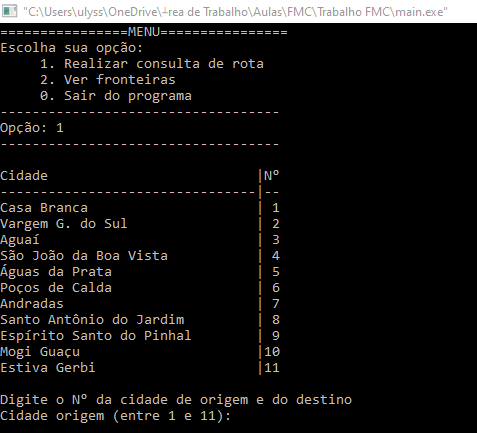 "C:\Users\ulyss\OneDrive\┴rea de Trabalho\Aulas\FMC\Trabalho FMC\main.exe"
================MENU================
Escolha sua opção:
     1. Realizar consulta de rota
     2. Ver fronteiras
     0. Sair do programa
-----------------------------------
Opção: 1
-----------------------------------
Cidade                          |Nº
--------------------------------|--
Casa Branca                     | 1
Vargem G. do Sul                | 2
Aguaí                           | 3
São João da Boa Vista           | 4
Águas da Prata                  | 5
Poços de Calda                  | 6
Andradas                        | 7
Santo Antônio do Jardim         | 8
Espírito Santo do Pinhal        | 9
Mogi Guaçu                      |10
Estiva Gerbi                    |11
Digite o Nº da cidade de origem e do destino
Cidade origem (entre 1 e 11):